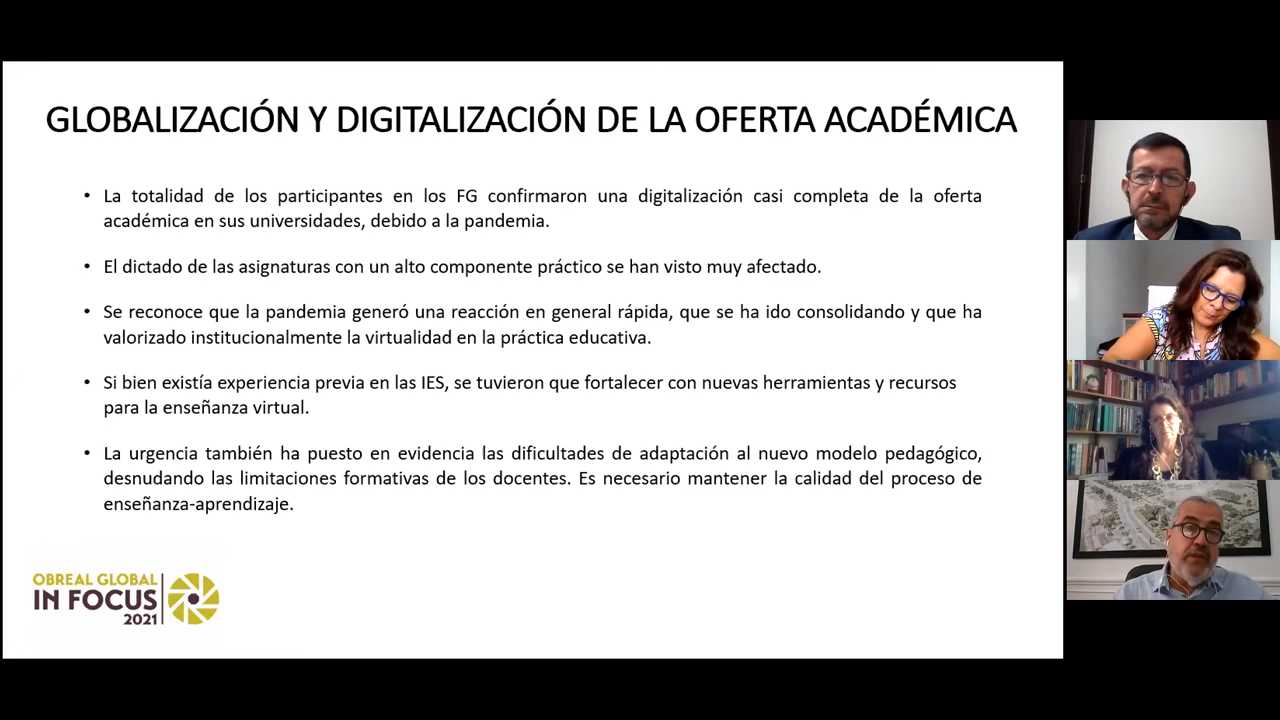 GLOBALIZACIÓN Y DIGITALIZACIÓN DE LA OFERTA ACADÉMICA
• La totalidad de los participantes en los FG confirmaron una digitalización casi completa de la oferta
académica en sus universidades, debido a la pandemia.
• El dictado de las asignaturas con un alto componente práctico se han visto muy afectado.
• Se reconoce que la pandemia generó una reacción en general rápida, que se ha ido consolidando y que ha
valorizado institucionalmente la virtualidad en la práctica educativa.
• Si bien existía experiencia previa en las IES, se tuvieron que fortalecer con nuevas herramientas y recursos
para la enseñanza virtual.
• La urgencia también ha puesto en evidencia las dificultades de adaptación al nuevo modelo pedagógico,
desnudando las limitaciones formativas de los docentes. Es necesario mantener la calidad del proceso de
enseñanza-aprendizaje.
OBREAL GLOBAL
IN FOCUS
2021